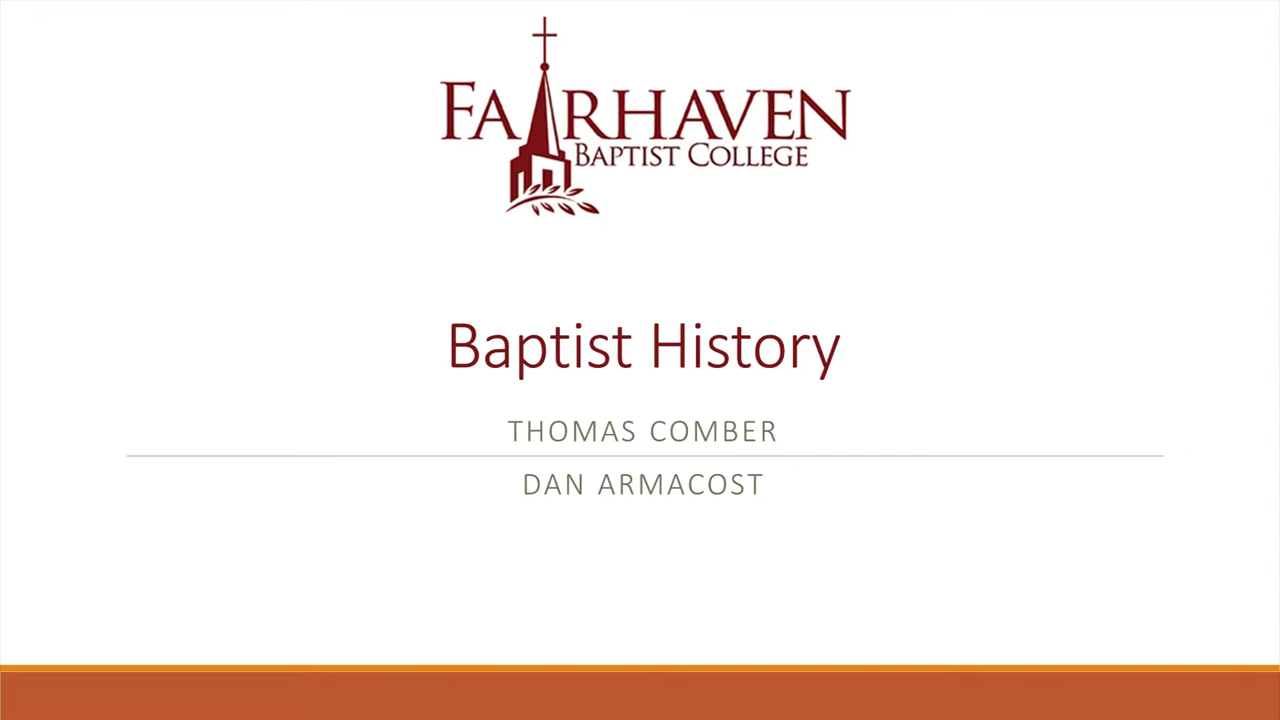 FAIRHAVEN
BAPTIST COLLEGE
Baptist History
THOMAS COMBER
DAN ARMACOST